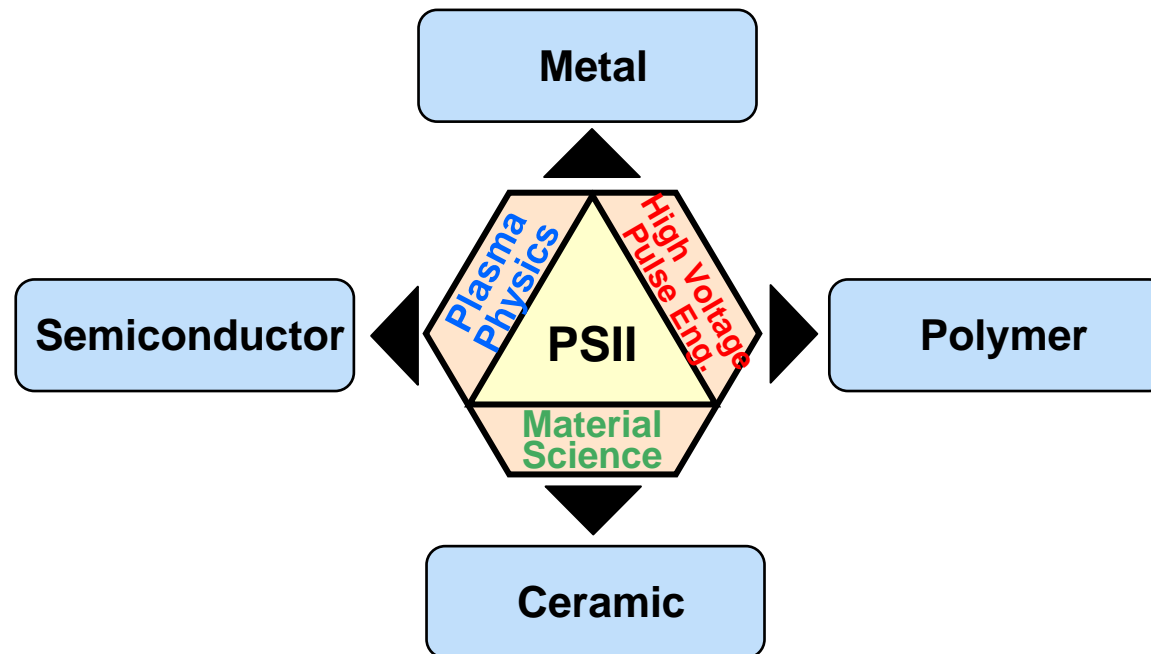 Metal
Plasma
Physics
High Voltage
Pulse Eng.
Semiconductor
PSII
Polymer
Material
Science
Ceramic